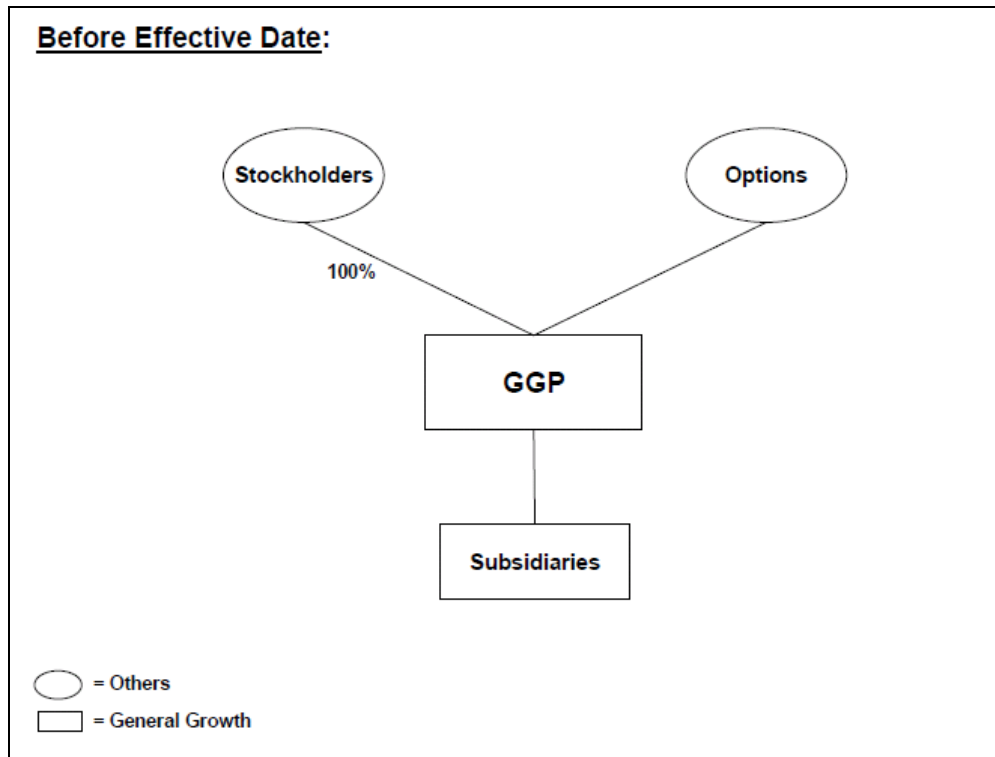 Before Effective Date:
Stockholders
Options
100%
GGP
Subsidiaries
= Others
= General Growth